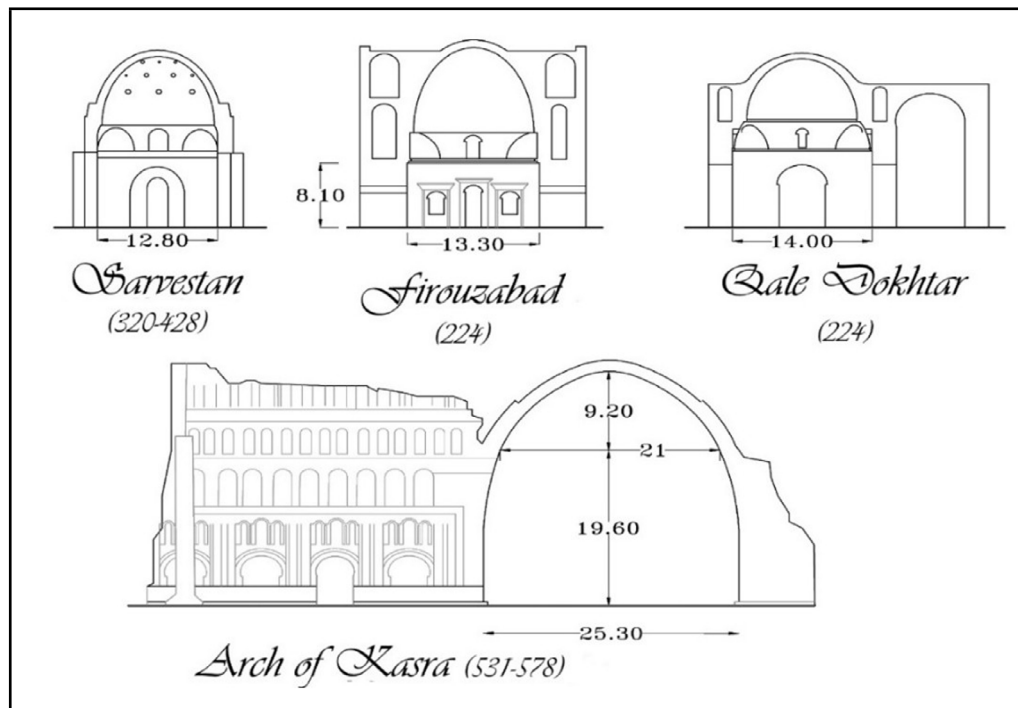 12.80
Sarvestan
(320-428)
8.10
13.30
Firouzabad
(224)
14.00
Qale Dokhtar
(224)
9.20
21
19.60
25.30
Arch of Kasra (531-578)